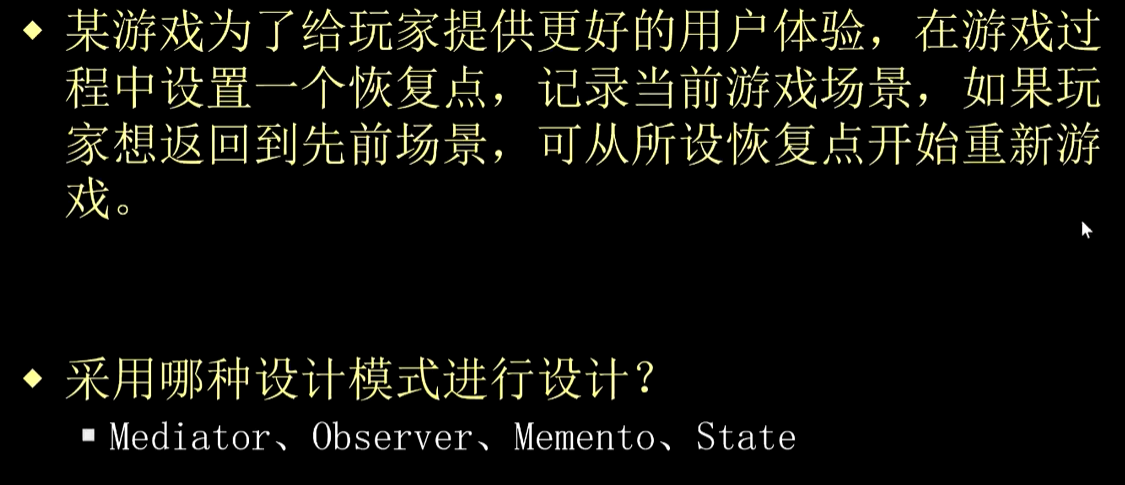 ◆ 某游戏为了给玩家提供更好的用户体验，在游戏过
程中设置一个恢复点，记录当前游戏场景，如果玩
家想返回到先前场景，可从所设恢复点开始重新游
戏。
◆ 采用哪种设计模式进行设计？
▪ Mediator、Observer、Memento、State